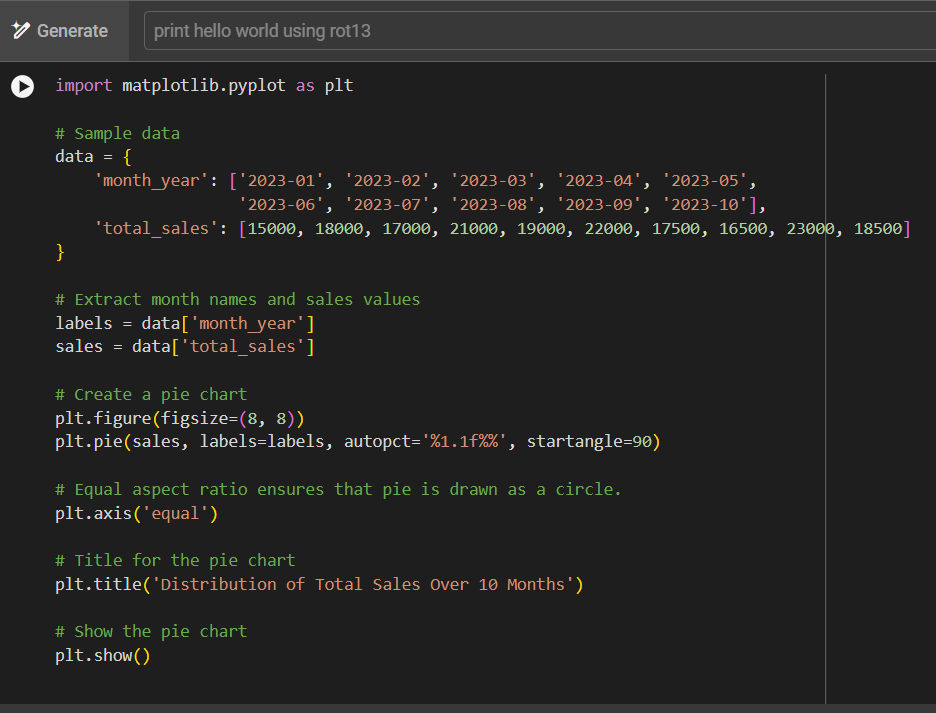 Generate
print hello world using rot13
import matplotlib.pyplot as plt
# Sample data
data = {
    'month_year': ['2023-01', '2023-02', '2023-03', '2023-04', '2023-05',
                   '2023-06', '2023-07', '2023-08', '2023-09', '2023-10'],
    'total_sales': [15000, 18000, 17000, 21000, 19000, 22000, 17500, 16500, 23000, 18500]
}
# Extract month names and sales values
labels = data['month_year']
sales = data['total_sales']
# Create a pie chart
plt.figure(figsize=(8, 8))
plt.pie(sales, labels=labels, autopct='%1.1f%%', startangle=90)
# Equal aspect ratio ensures that pie is drawn as a circle.
plt.axis('equal')
# Title for the pie chart
plt.title('Distribution of Total Sales Over 10 Months')
# Show the pie chart
plt.show()